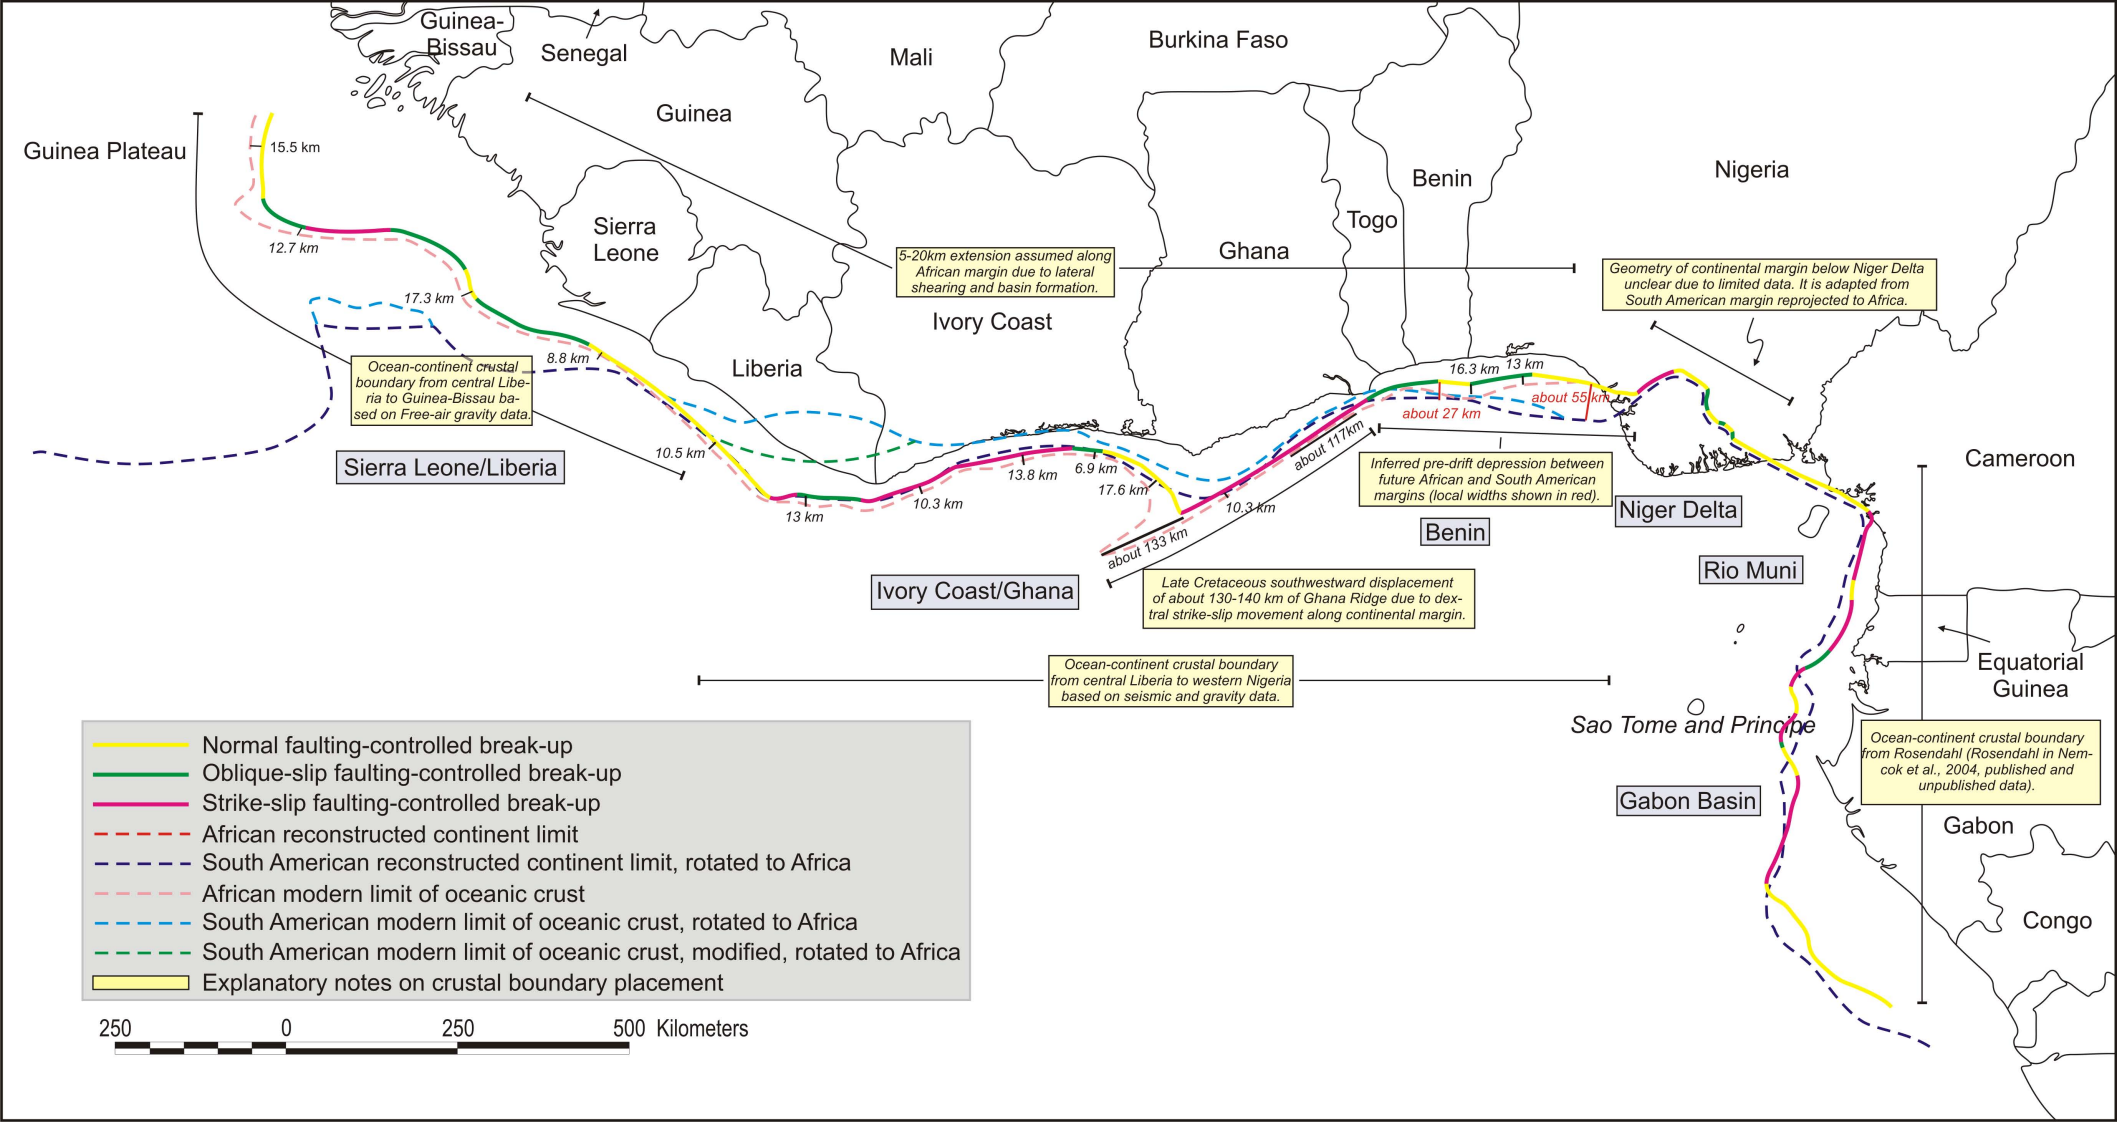 Guinea-
Bissau
Senegal
Mali
Burkina Faso
Guinea
Guinea Plateau
15.5 km
Nigeria
Benin
Togo
Sierra
Leone
Ghana
12.7 km
5-20km extension assumed along
African margin due to lateral
shearing and basin formation.
Geometry of continental margin below Niger Delta
unclear due to limited data. It is adapted from
South American margin reprojected to Africa.
17.3 km
Ivory Coast
8.8 km
Liberia
16.3 km
13 km
Ocean-continent crustal
boundary from central Libe-
ria to Guinea-Bissau ba-
sed on Free-air gravity data.
about 27 km
about 55 km
about 117km
10.5 km
Sierra Leone/Liberia
13.8 km
6.9 km
17.6 km
10.3 km
13 km
10.3 km
about 133 km
Inferred pre-drift depression between
future African and South American
margins (local widths shown in red).
Cameroon
Niger Delta
Benin
Rio Muni
Ivory Coast/Ghana
Late Cretaceous southwestward displacement
of about 130-140 km of Ghana Ridge due to dex-
tral strike-slip movement along continental margin.
Ocean-continent crustal boundary
from central Liberia to western Nigeria
based on seismic and gravity data.
Equatorial
Guinea
Sao Tome and Principe
Ocean-continent crustal boundary
from Rosendahl (Rosendahl in Nem-
cok et al., 2004, published and
unpublished data).
Gabon Basin
Gabon
Congo
Normal faulting-controlled break-up
Oblique-slip faulting-controlled break-up
Strike-slip faulting-controlled break-up
African reconstructed continent limit
South American reconstructed continent limit, rotated to Africa
African modern limit of oceanic crust
South American modern limit of oceanic crust, rotated to Africa
South American modern limit of oceanic crust, modified, rotated to Africa
Explanatory notes on crustal boundary placement
250 0 250 500 Kilometers